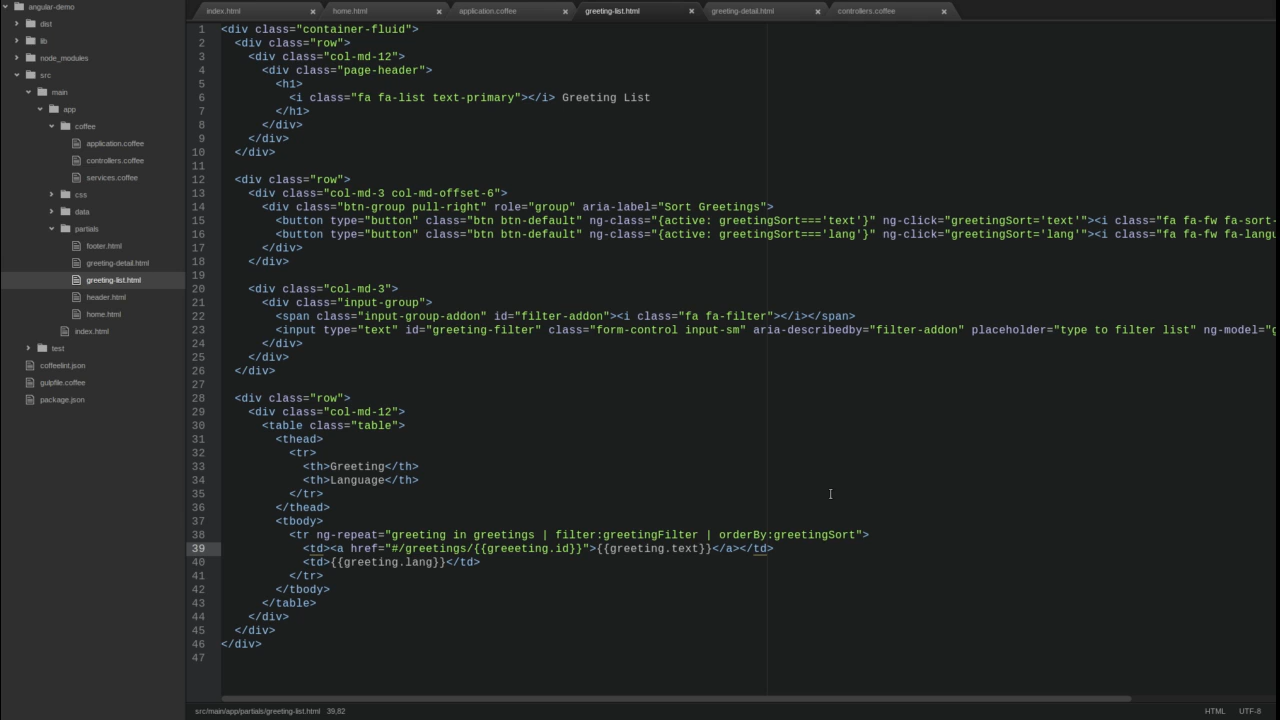 angular-demo
dist
lib
node_modules
src
main
app
coffee
application.coffee
controllers.coffee
services.coffee
css
data
partials
footer.html
greeting-detail.html
greeting-list.html
header.html
home.html
index.html
test
coffeelint.json
gulpfile.coffee
package.json
index.html home.html application.coffee greeting-list.html greeting-detail.html controllers.coffee
1 <div class="container-fluid">
2 <div class="row">
3 <div class="col-md-12">
4 <div class="page-header">
5 <h1>
6 <i class="fa fa-list text-primary"></i> Greeting List
7 </h1>
8 </div>
9 </div>
10 </div>
11
12 <div class="row">
13 <div class="col-md-3 col-md-offset-6">
14 <div class="btn-group pull-right" role="group" aria-label="Sort Greetings">
15 <button type="button" class="btn btn-default" ng-class="{active: greetingSort==='text'}" ng-click="greetingSort='text'"><i class="fa fa-fw fa-sort-
16 <button type="button" class="btn btn-default" ng-class="{active: greetingSort==='lang'}" ng-click="greetingSort='lang'"><i class="fa fa-fw fa-langu
17 </div>
18 </div>
19
20 <div class="col-md-3">
21 <div class="input-group">
22 <span class="input-group-addon" id="filter-addon"><i class="fa fa-filter"></i></span>
23 <input type="text" id="greeting-filter" class="form-control input-sm" aria-describedby="filter-addon" placeholder="type to filter list" ng-model="g
24 </div>
25 </div>
26 </div>
27
28 <div class="row">
29 <div class="col-md-12">
30 <table class="table">
31 <thead>
32 <tr>
33 <th>Greeting</th>
34 <th>Language</th>
35 </tr>
36 </thead>
37 <tbody>
38 <tr ng-repeat="greeting in greetings | filter:greetingFilter | orderBy:greetingSort">
39 <td><a href="#/greetings/{{greeeting.id}}">{{greeting.text}}</a></td>
40 <td>{{greeting.lang}}</td>
41 </tr>
42 </tbody>
43 </table>
44 </div>
45 </div>
46 </div>
47
src/main/app/partials/greeting-list.html 39,82 HTML UTF-8